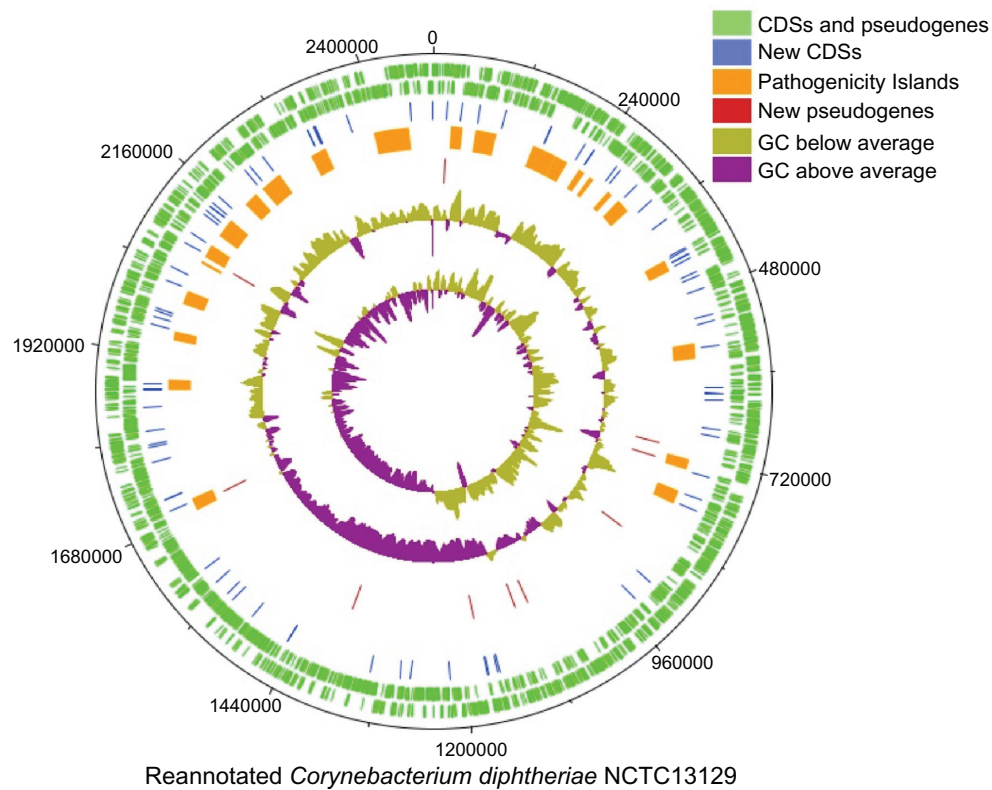 CDSs and pseudogenes
New CDSs
Pathogenicity Islands
New pseudogenes
GC below average
GC above average
0
240000
480000
720000
960000
1200000
1440000
1680000
1920000
2160000
2400000
Reannotated Corynebacterium diphtheriae NCTC13129